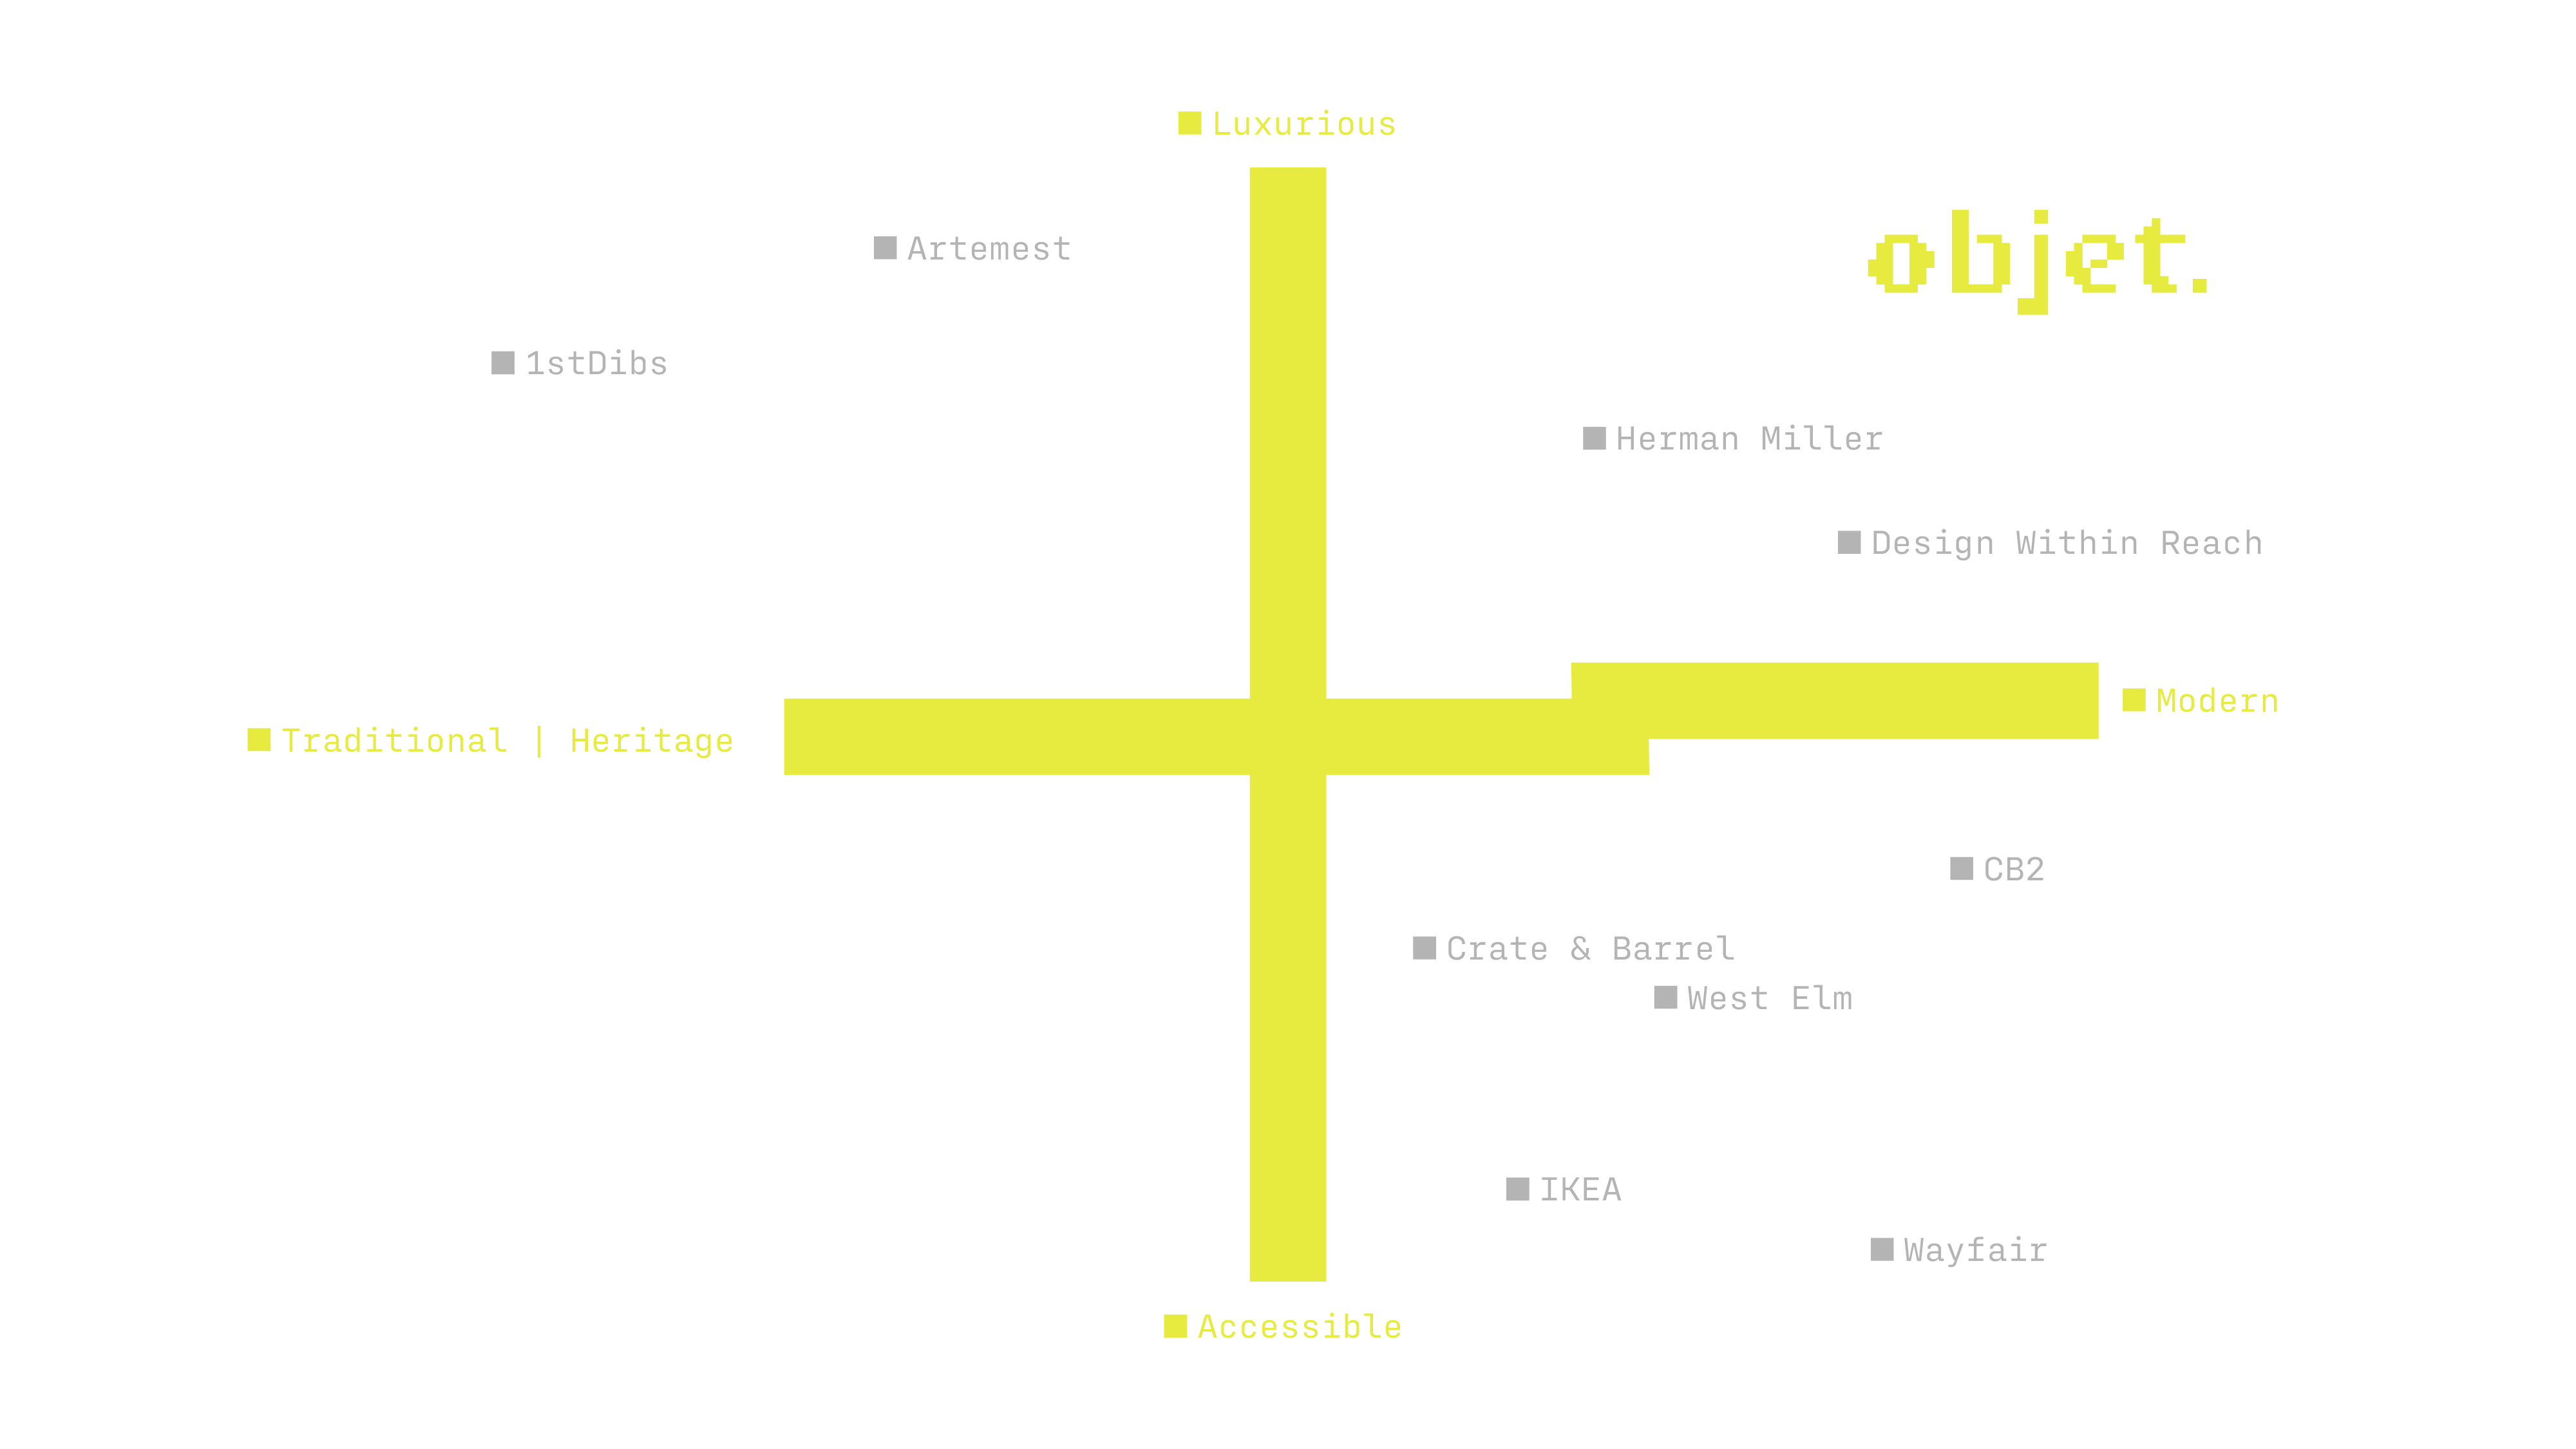 Luxurious
Artemest
objet.
1stDibs
Herman Miller
Design Within Reach
Modern
Traditional | Heritage
CB2
Crate & Barrel
West Elm
IKEA
Wayfair
Accessible